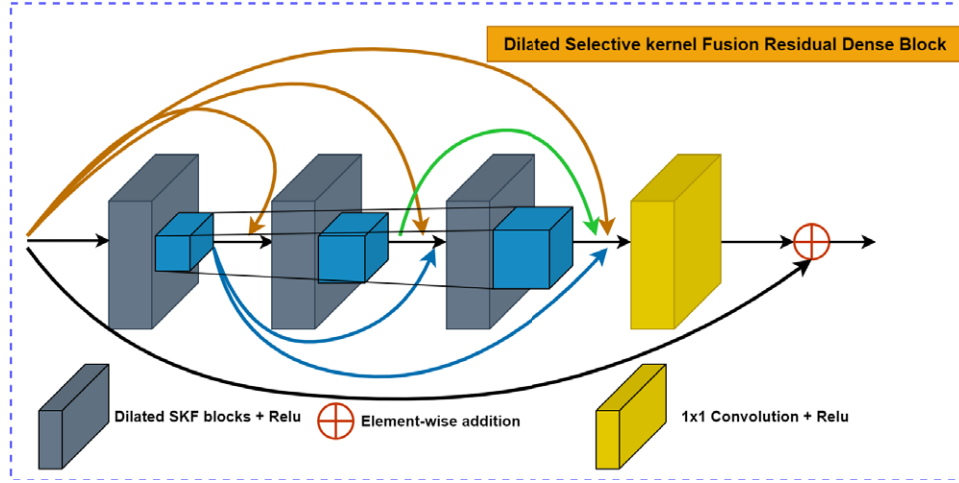 Dilated Selective kernel Fusion Residual Dense Block
Dilated SKF blocks + Relu
Element-wise addition
1x1 Convolution + Relu